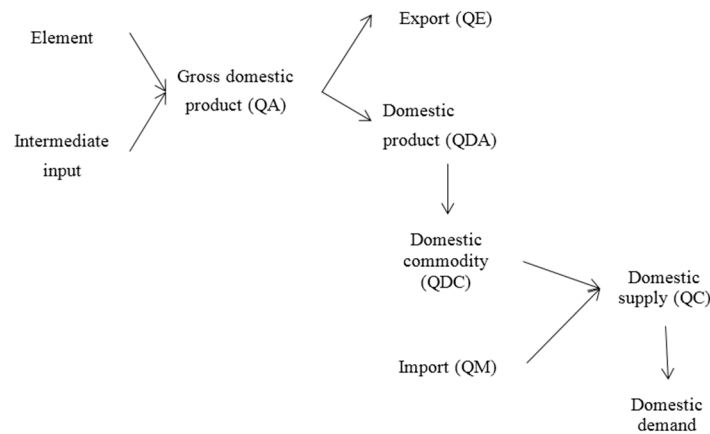 Element
Intermediate
input
Gross domestic
product (QA)
Export (QE)
Domestic
product (QDA)
Domestic
commodity
(QDC)
Import (QM)
Domestic
supply (QC)
Domestic
demand